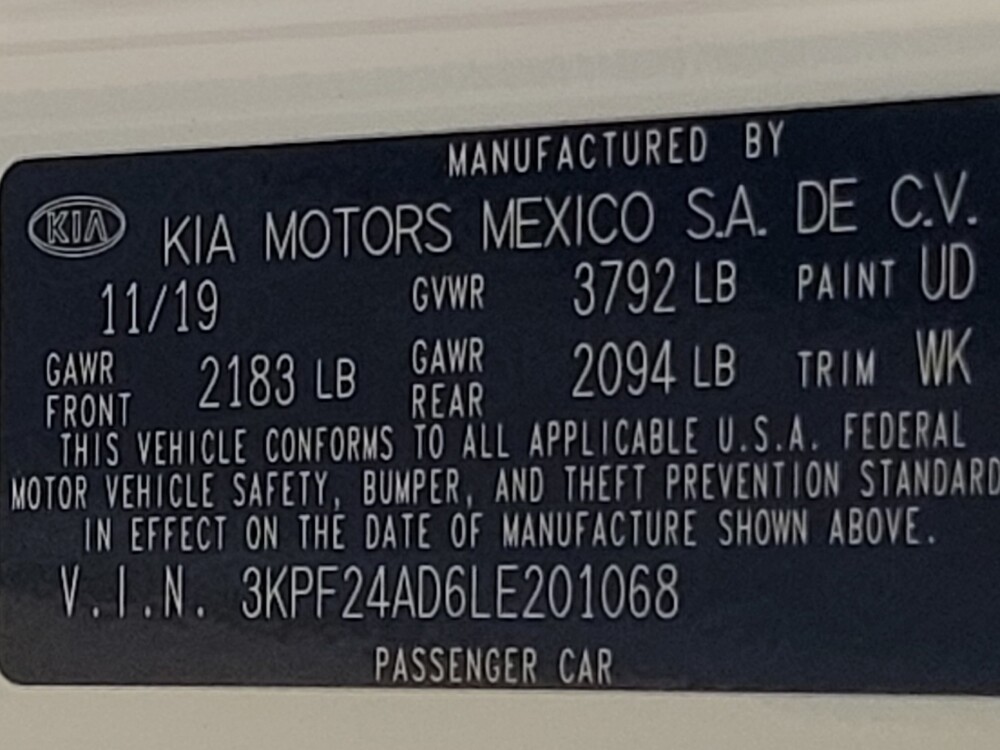 MANUFACTURED BY
KIA KIA MOTORS MEXICO S.A. DE C.V.
11/19 GVWR 3792 LB PAINT UD
GAWR FRONT 2183 LB GAWR REAR 2094 LB TRIM WK
THIS VEHICLE CONFORMS TO ALL APPLICABLE U.S.A. FEDERAL
MOTOR VEHICLE SAFETY, BUMPER, AND THEFT PREVENTION STANDARD
IN EFFECT ON THE DATE OF MANUFACTURE SHOWN ABOVE.
V.I.N. 3KPF24AD6LE201068
PASSENGER CAR